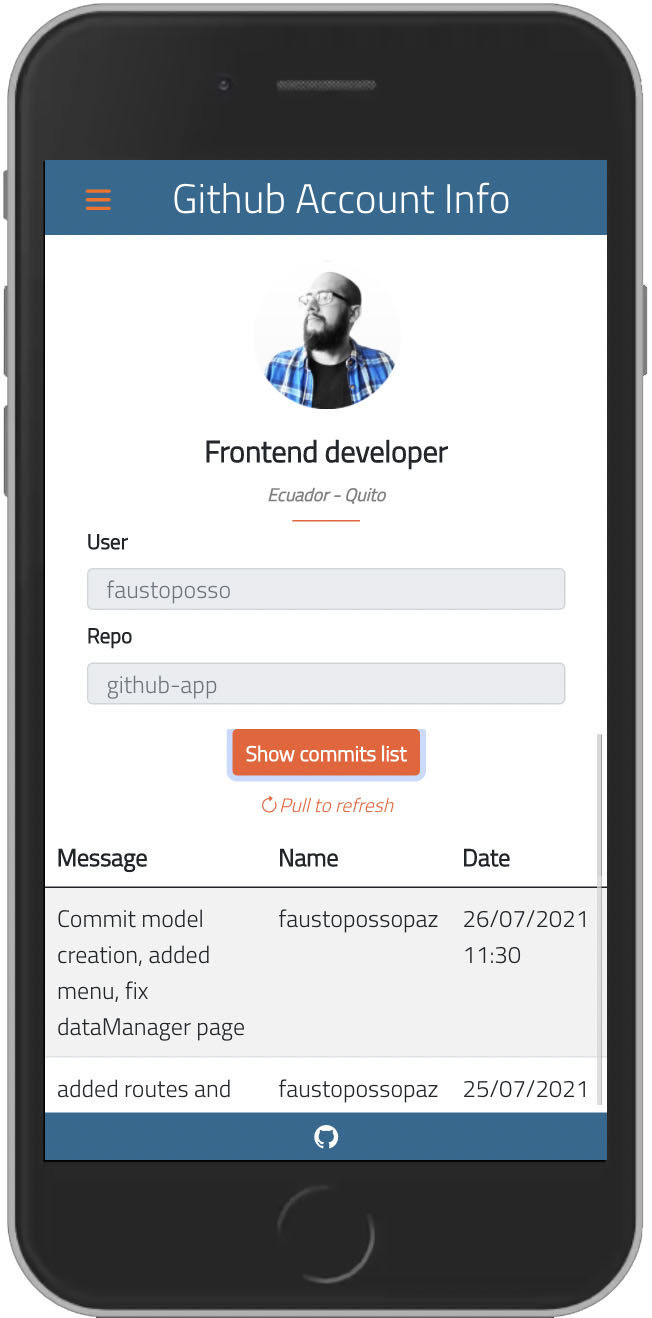 Github Account Info
Frontend developer
Ecuador - Quito
User
faustoposso
Repo
github-app
Show commits list
Pull to refresh
Message Name Date
Commit model faustopossopaz 26/07/2021
creation, added 11:30
menu, fix
dataManager page
added routes and faustopossopaz 25/07/2021